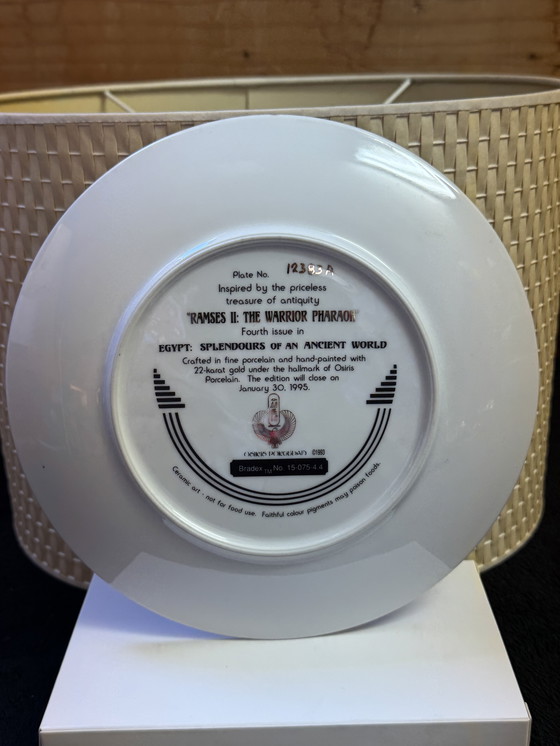 Plate No. 12383A
Inspired by the priceless
treasure of antiquity
"RAMSES II: THE WARRIOR PHARAOH"
Fourth issue in
EGYPT: SPLENDOURS OF AN ANCIENT WORLD
Crafted in fine porcelain and hand-painted with
22-karat gold under the hallmark of Osiris
Porcelain. The edition will close on
January 30, 1995.
OSIRIS PORCELAIN ©1993
Bradex TM No. 15-075-4.4
Ceramic art - not for food use. Faithful colour pigments may poison foods.